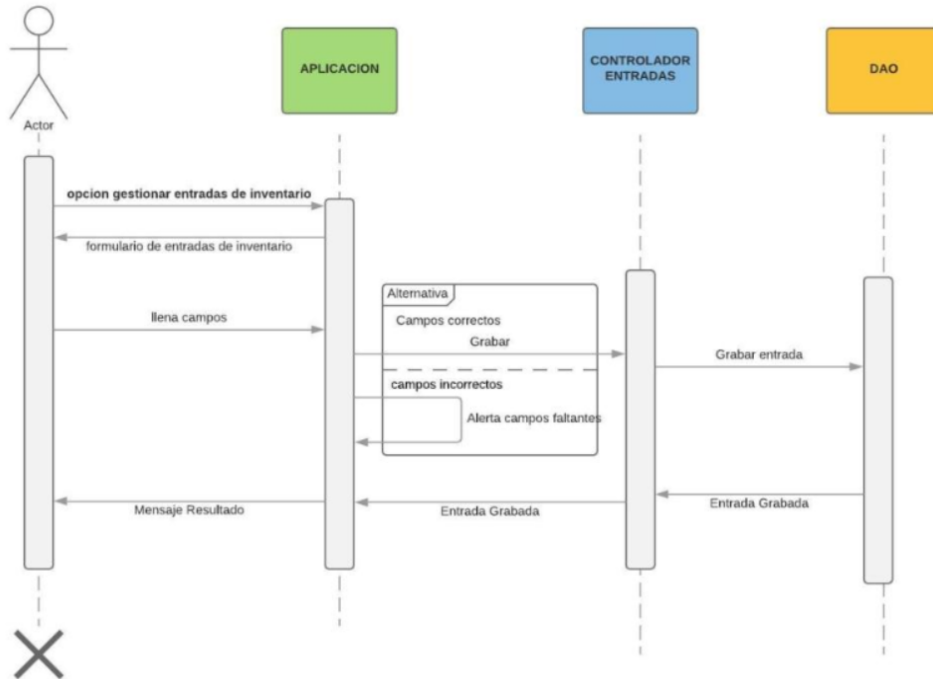 APLICACION
CONTROLADOR
ENTRADAS
DAO
Actor
opcion gestionar entradas de inventario
formulario de entradas de inventario
Alternativa
llena campos
Campos correctos
Grabar
Grabar entrada
campos incorrectos
Alerta campos faltantes
Mensaje Resultado
Entrada Grabada
Entrada Grabada